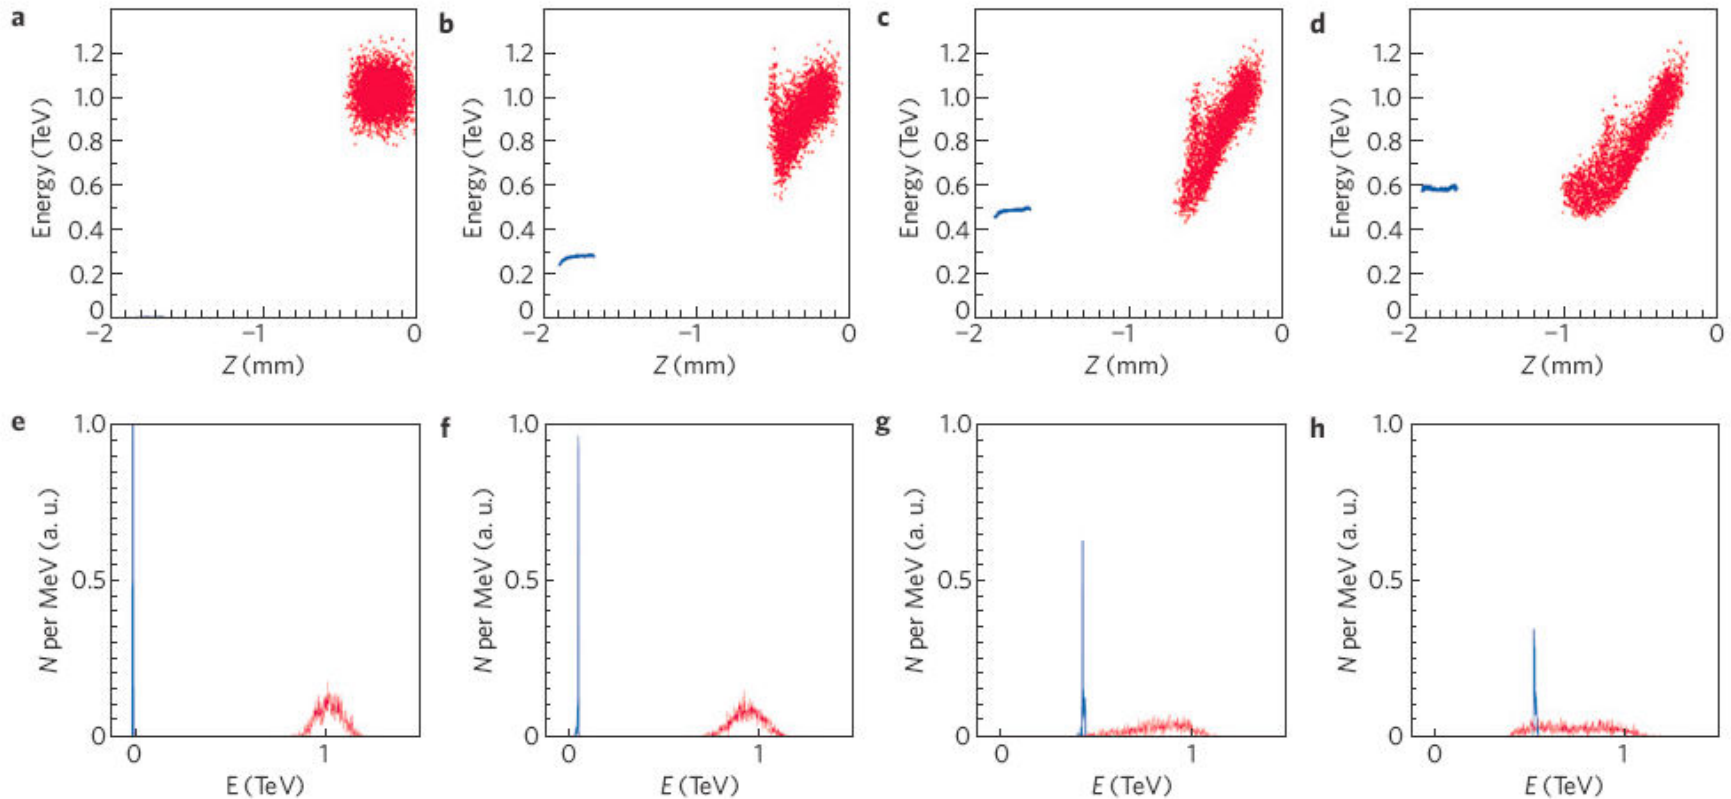 a b c d
Energy (TeV) Energy (TeV) Energy (TeV) Energy (TeV)
1.2 1.2 1.2 1.2
1.0 1.0 1.0 1.0
0.8 0.8 0.8 0.8
0.6 0.6 0.6 0.6
0.4 0.4 0.4 0.4
0.2 0.2 0.2 0.2
0 0 0 0
−2 −1 0 −2 −1 0 −2 −1 0 −2 −1 0
Z (mm) Z (mm) Z (mm) Z (mm)
e f g h
N per MeV (a. u.) N per MeV (a. u.) N per MeV (a. u.) N per MeV (a. u.)
1.0 1.0 1.0 1.0
0.5 0.5 0.5 0.5
0 0 0 0
0 1 0 1 0 1 0 1
E (TeV) E (TeV) E (TeV) E (TeV)